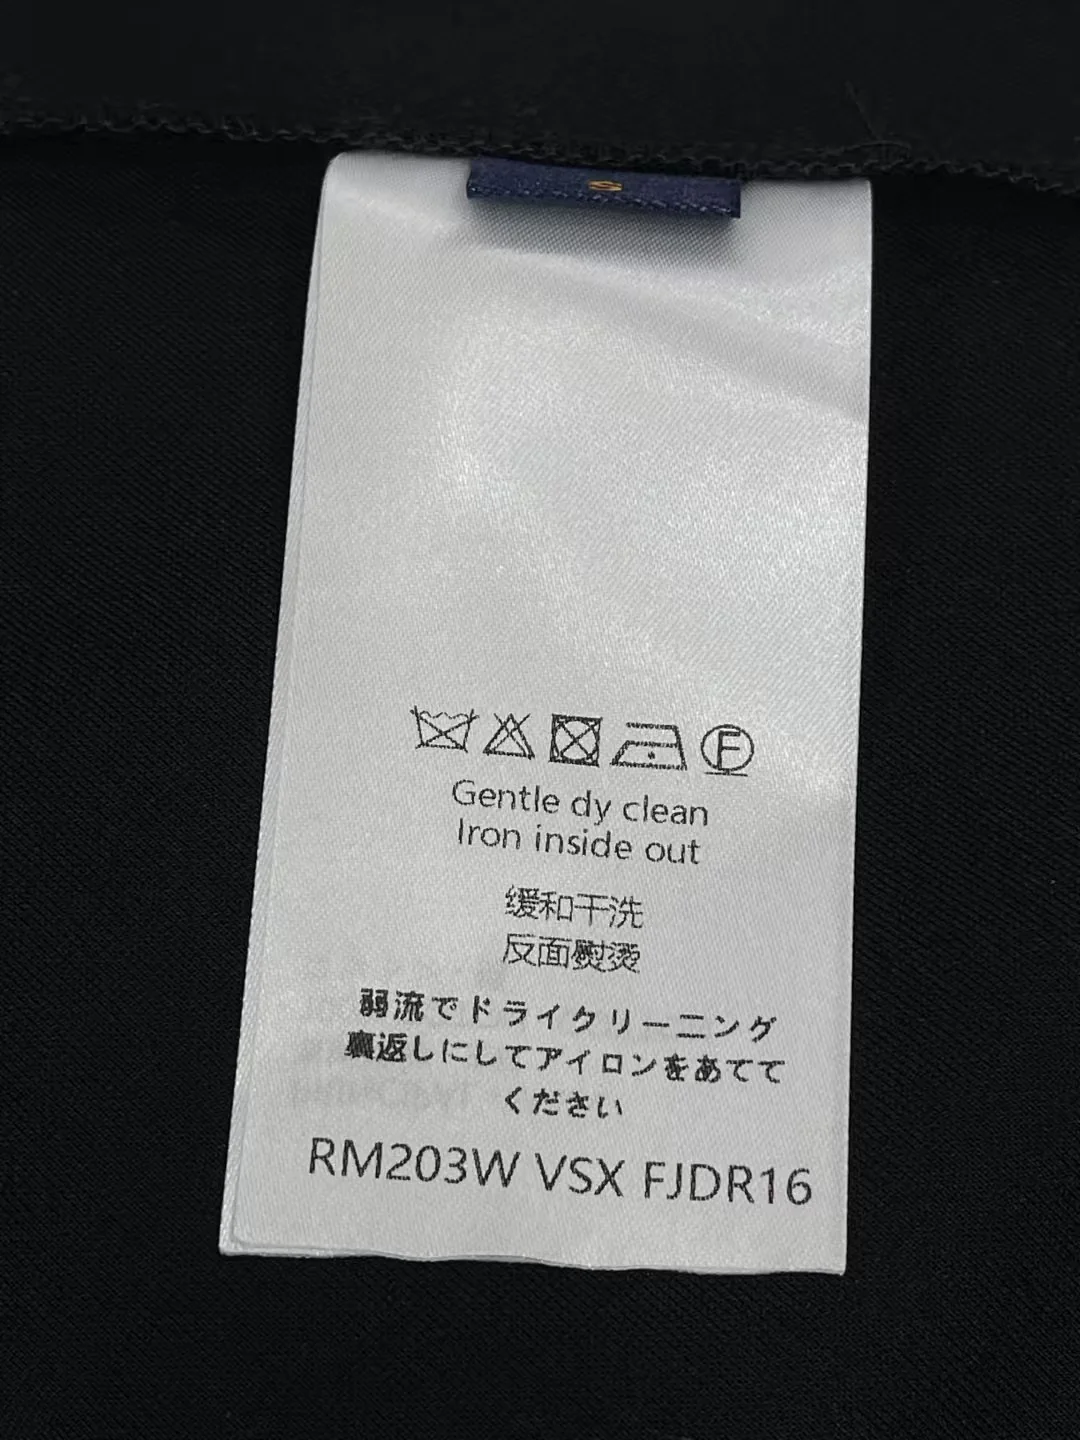 S
F
Gentle dy clean
Iron inside out
缓和干洗
反面熨烫
弱流でドライクリーニング
裏返しにしてアイロンをあてて
ください
RM203W VSX FJDR16